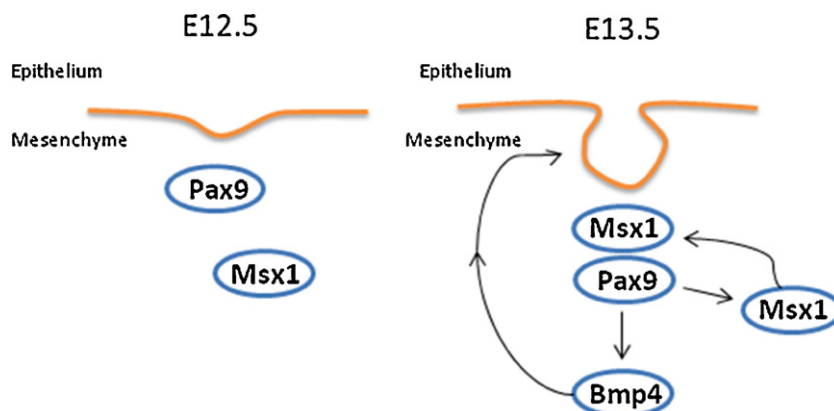 E12.5
Epithelium
Mesenchyme
Pax9
Msx1
E13.5
Epithelium
Mesenchyme
Msx1
Pax9
Msx1
Bmp4